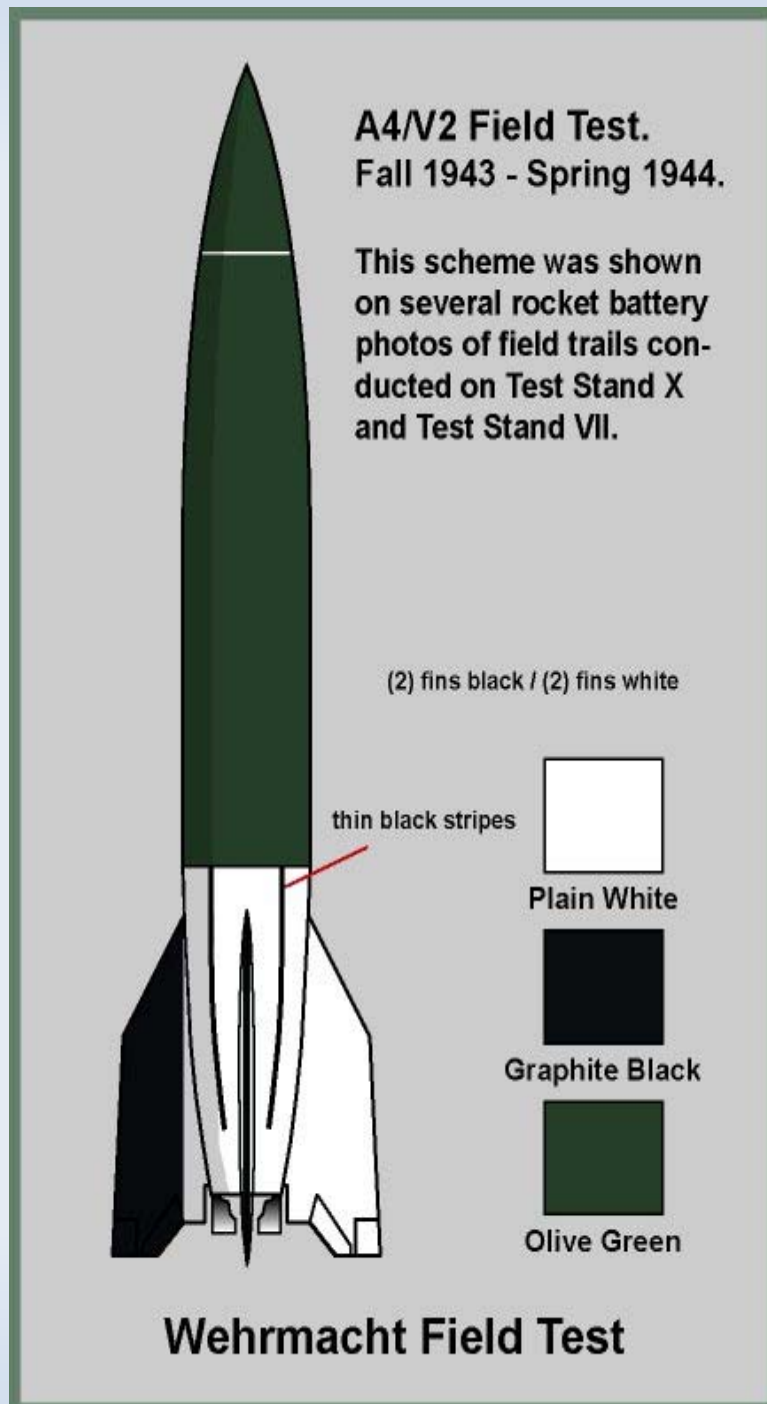 A4/V2 Field Test.
Fall 1943 - Spring 1944.
This scheme was shown
on several rocket battery
photos of field trails con-
ducted on Test Stand X
and Test Stand VII.
(2) fins black / (2) fins white
thin black stripes
Plain White
Graphite Black
Olive Green
Wehrmacht Field Test